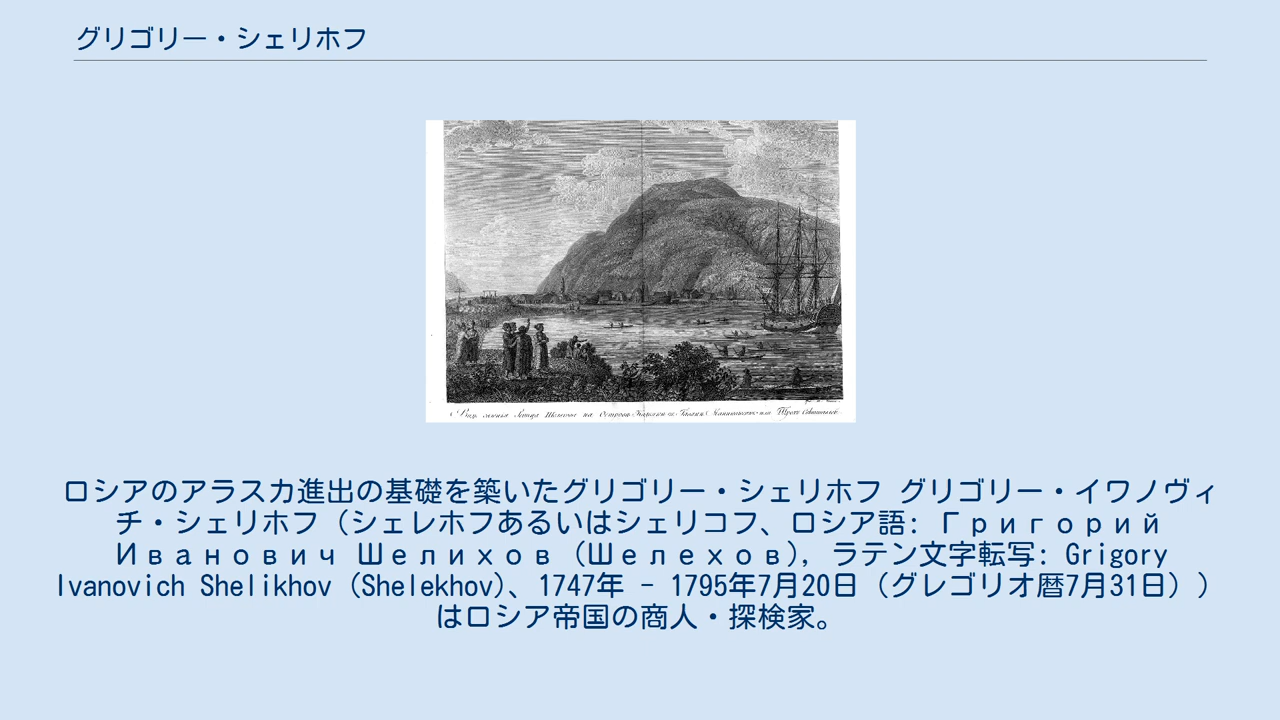 グリゴリー・シェリホフ
на Островѣ
ロシアのアラスカ進出の基礎を築いたグリゴリー・シェリホフ グリゴリー・イワノヴィ
チ・シェリホフ（シェレホフあるいはシェリコフ、ロシア語: Григорий
Иванович Шелихов (Шелехов), ラテン文字転写: Grigory
Ivanovich Shelikhov (Shelekhov)、1747年 - 1795年7月20日（グレゴリオ暦7月31日））
はロシア帝国の商人・探検家。